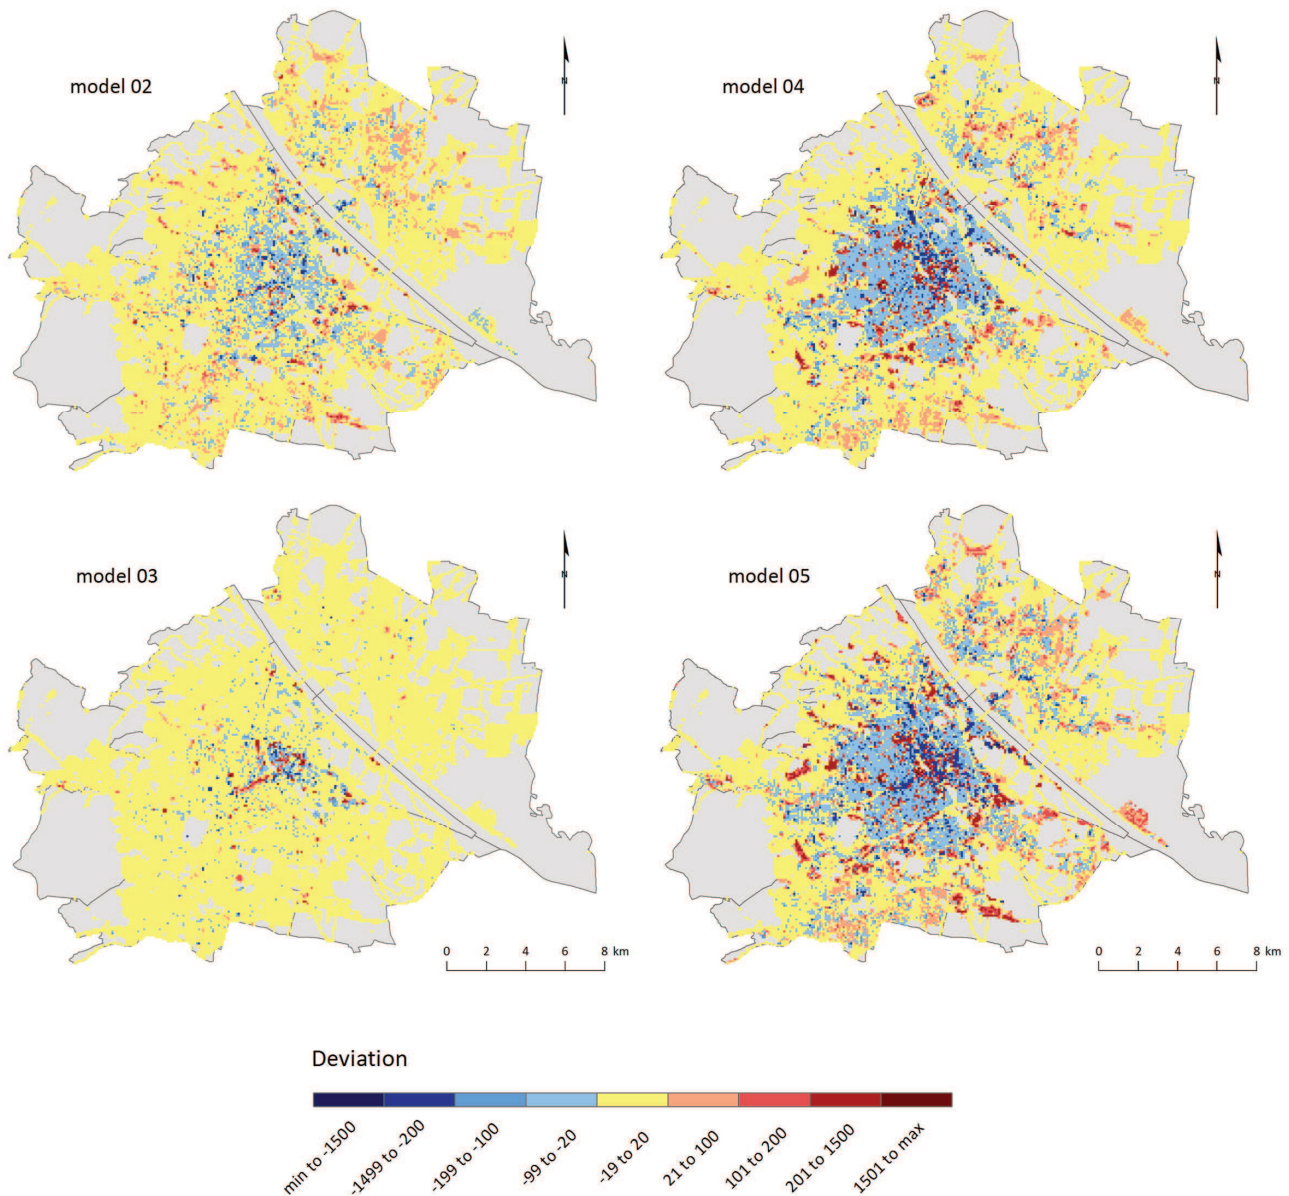 model 02
N
model 04
N
model 03
N
0 2 4 6 8 km
model 05
N
0 2 4 6 8 km
Deviation
min to -1500
-1499 to -200
-199 to -100
-99 to -20
-19 to 20
21 to 100
101 to 200
201 to 1500
1501 to max